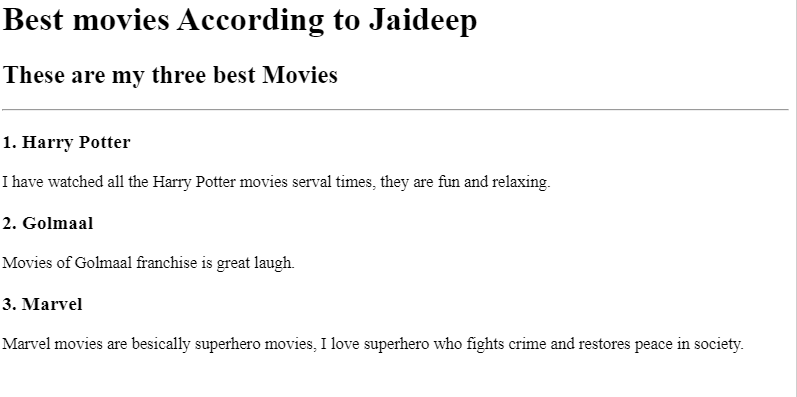 Best movies According to Jaideep
These are my three best Movies
1. Harry Potter
I have watched all the Harry Potter movies serval times, they are fun and relaxing.
2. Golmaal
Movies of Golmaal franchise is great laugh.
3. Marvel
Marvel movies are besically superhero movies, I love superhero who fights crime and restores peace in society.